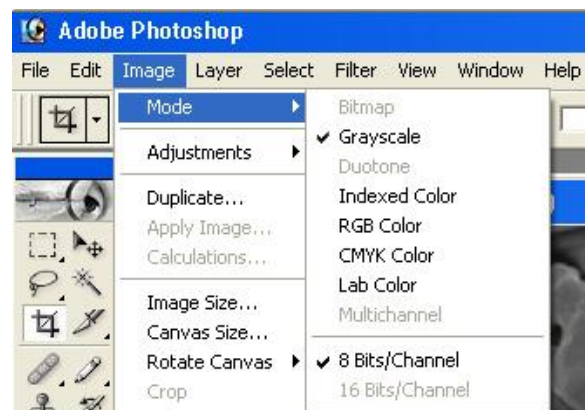 Adobe Photoshop
File Edit Image Layer Select Filter View Window Help
Mode
Adjustments
Duplicate...
Apply Image...
Calculations...
Image Size...
Canvas Size...
Rotate Canvas
Crop
Bitmap
Grayscale
Duotone
Indexed Color
RGB Color
CMYK Color
Lab Color
Multichannel
8 Bits/Channel
16 Bits/Channel